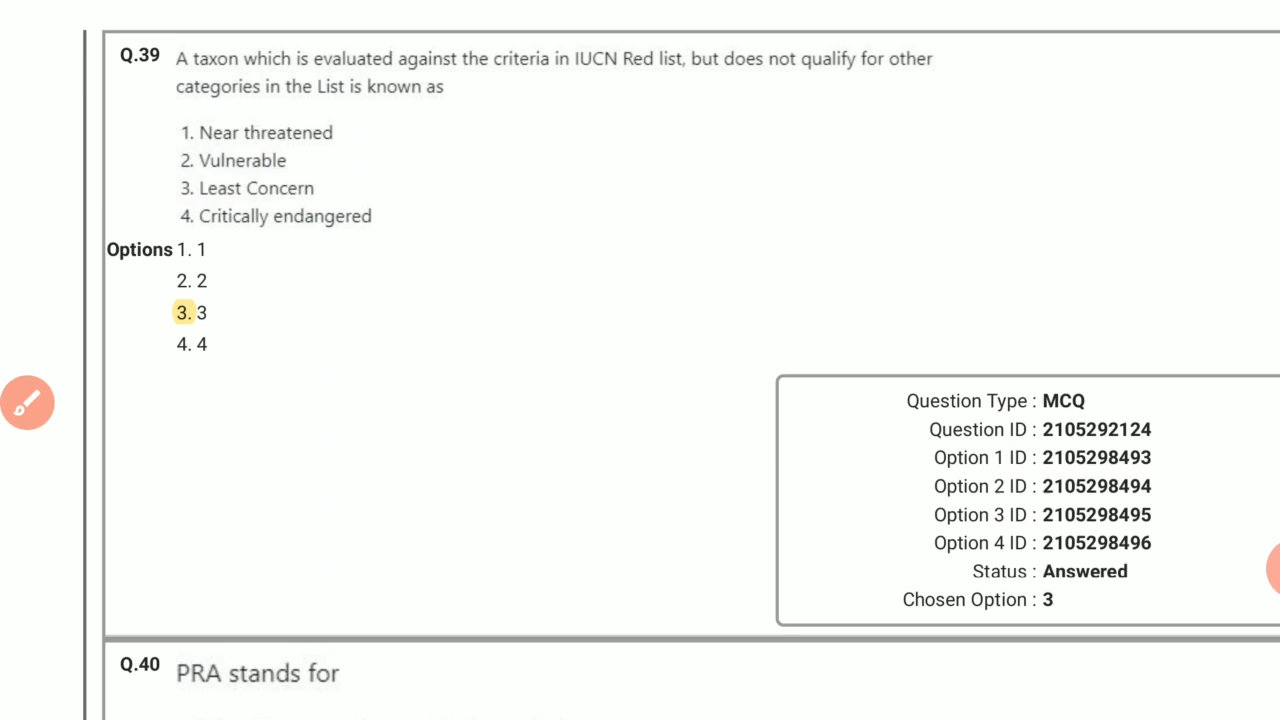 Q.39 A taxon which is evaluated against the criteria in IUCN Red list, but does not qualify for other
categories in the List is known as
1. Near threatened
2. Vulnerable
3. Least Concern
4. Critically endangered
Options 1. 1
2. 2
3. 3
4. 4
Question Type : MCQ
Question ID : 2105292124
Option 1 ID : 2105298493
Option 2 ID : 2105298494
Option 3 ID : 2105298495
Option 4 ID : 2105298496
Status : Answered
Chosen Option : 3
Q.40 PRA stands for